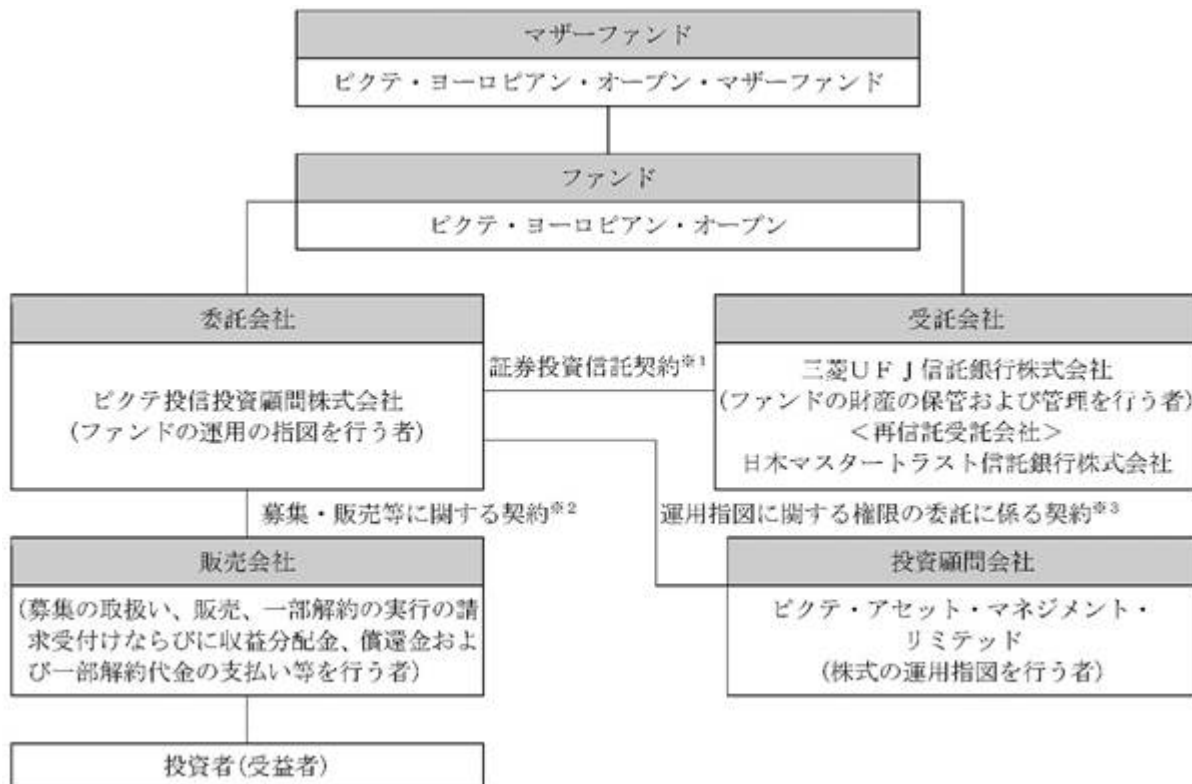 マザーファンド
ピクテ・ヨーロピアン・オープン・マザーファンド
ファンド
ピクテ・ヨーロピアン・オープン
委託会社
ピクテ投信投資顧問株式会社
(ファンドの運用の指図を行う者)
証券投資信託契約※1
受託会社
三菱UFJ信託銀行株式会社
(ファンドの財産の保管および管理を行う者)
<再信託受託会社>
日本マスタートラスト信託銀行株式会社
募集・販売等に関する契約※2
運用指図に関する権限の委託に係る契約※3
販売会社
(募集の取扱い、販売、一部解約の実行の請
求受付けならびに収益分配金、償還金およ
び一部解約代金の支払い等を行う者)
投資顧問会社
ピクテ・アセット・マネジメント・
リミテッド
(株式の運用指図を行う者)
投資者(受益者)